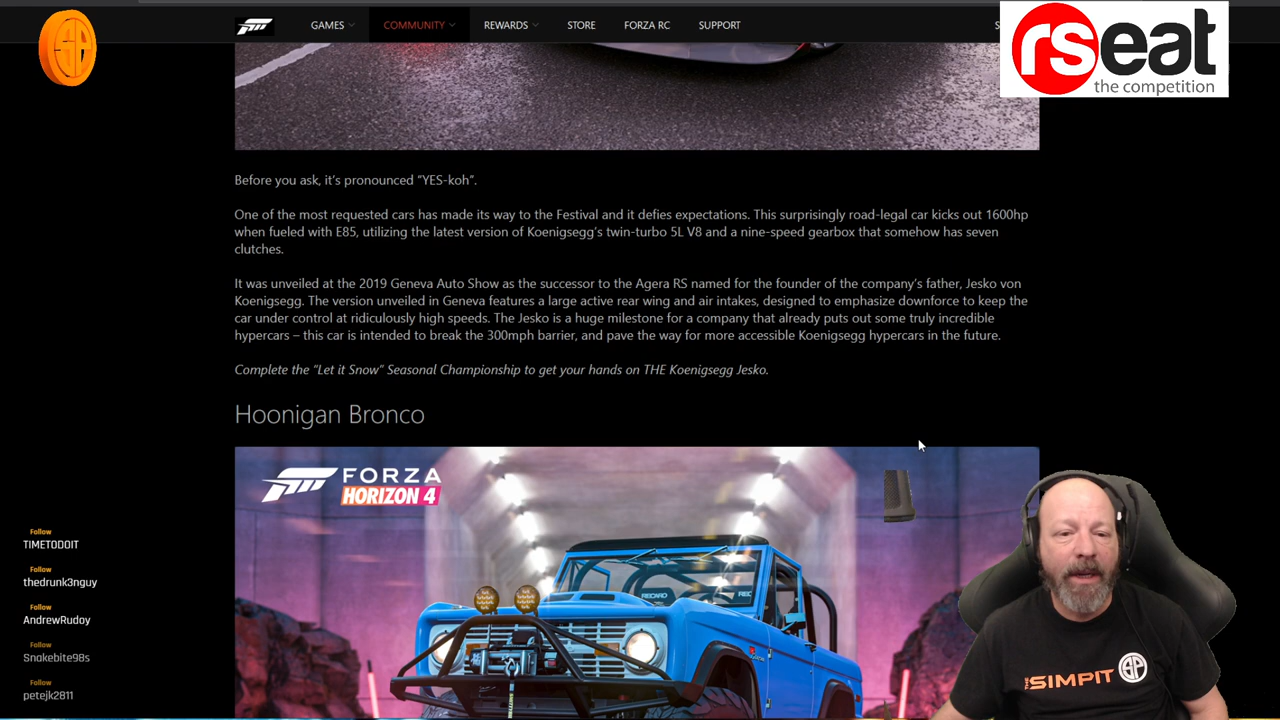 GAMES COMMUNITY REWARDS STORE FORZA RC SUPPORT
rseat
the competition
Before you ask, it's pronounced "YES-koh".
One of the most requested cars has made its way to the Festival and it defies expectations. This surprisingly road-legal car kicks out 1600hp
when fueled with E85, utilizing the latest version of Koenigsegg's twin-turbo 5L V8 and a nine-speed gearbox that somehow has seven
clutches.
It was unveiled at the 2019 Geneva Auto Show as the successor to the Agera RS named for the founder of the company's father, Jesko von
Koenigsegg. The version unveiled in Geneva features a large active rear wing and air intakes, designed to emphasize downforce to keep the
car under control at ridiculously high speeds. The Jesko is a huge milestone for a company that already puts out some truly incredible
hypercars – this car is intended to break the 300mph barrier, and pave the way for more accessible Koenigsegg hypercars in the future.
Complete the "Let it Snow" Seasonal Championship to get your hands on THE Koenigsegg Jesko.
Hoonigan Bronco
FORZA
HORIZON 4
RECARO
Follow
TIMETODOIT
Follow
thedrunk3nguy
Follow
AndrewRudoy
Follow
Snakebite98s
Follow
petejk2811
THE SIMPIT SP